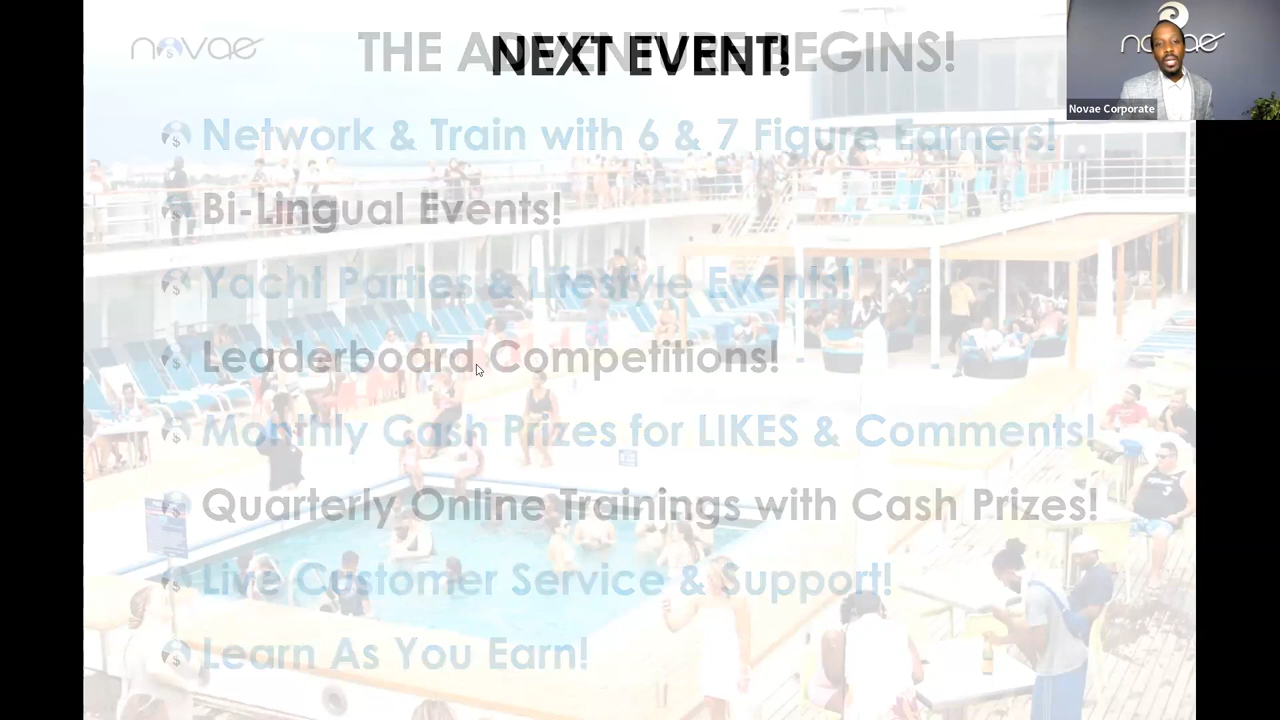 novae
THE ADVENTURE BEGINS!
NEXT EVENT!
novae
Novae Corporate
Network & Train with 6 & 7 Figure Earners!
Bi-Lingual Events!
Yacht Parties & Lifestyle Events!
Leaderboard Competitions!
Monthly Cash Prizes for LIKES & Comments!
Quarterly Online Trainings with Cash Prizes!
Live Customer Service & Support!
Learn As You Earn!